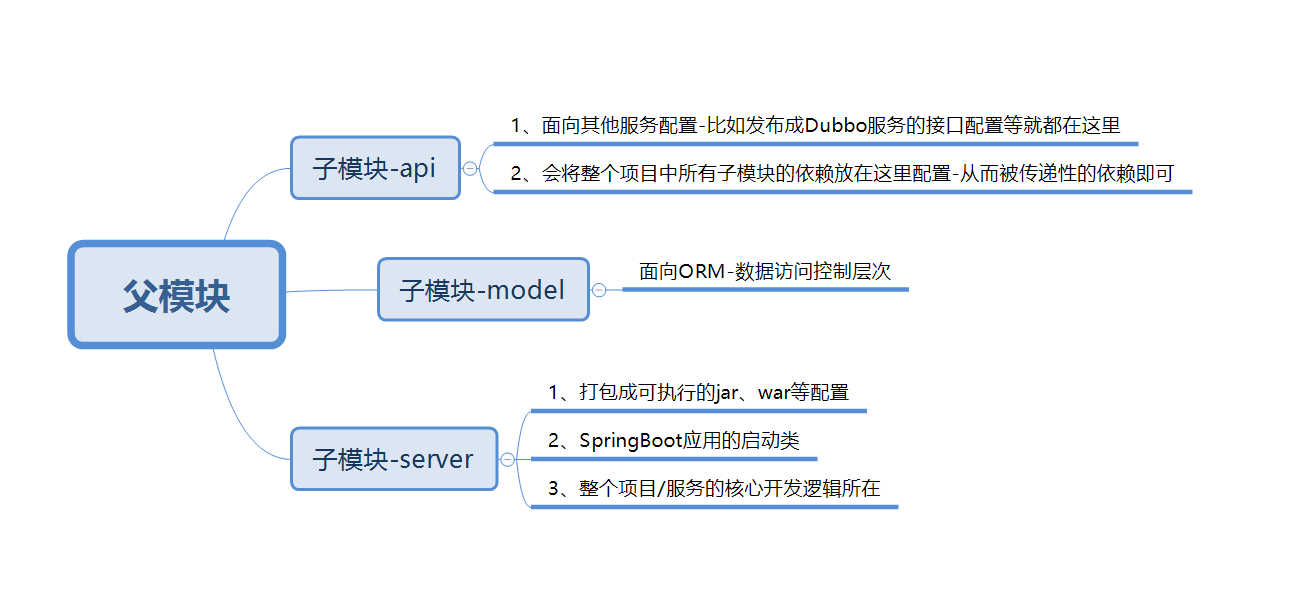 父模块
子模块-api
1、面向其他服务配置-比如发布成Dubbo服务的接口配置等就都在这里
2、会将整个项目中所有子模块的依赖放在这里配置-从而被传递性的依赖即可
子模块-model
面向ORM-数据访问控制层次
子模块-server
1、打包成可执行的jar、war等配置
2、SpringBoot应用的启动类
3、整个项目/服务的核心开发逻辑所在